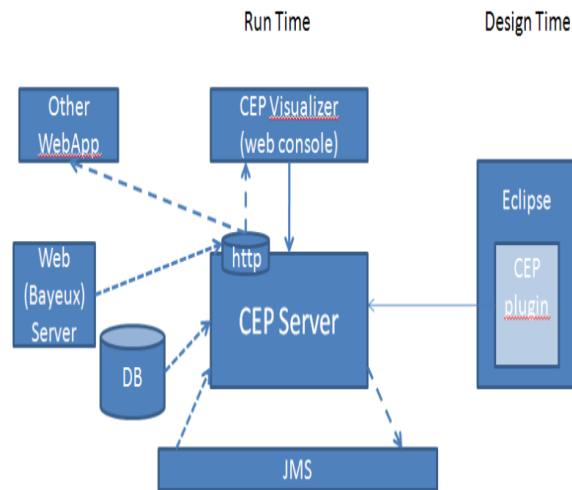 Run Time
Design Time
Other
WebApp
CEP Visualizer
(web console)
Eclipse
CEP
plugin
http
Web
(Bayeux)
Server
CEP Server
DB
JMS